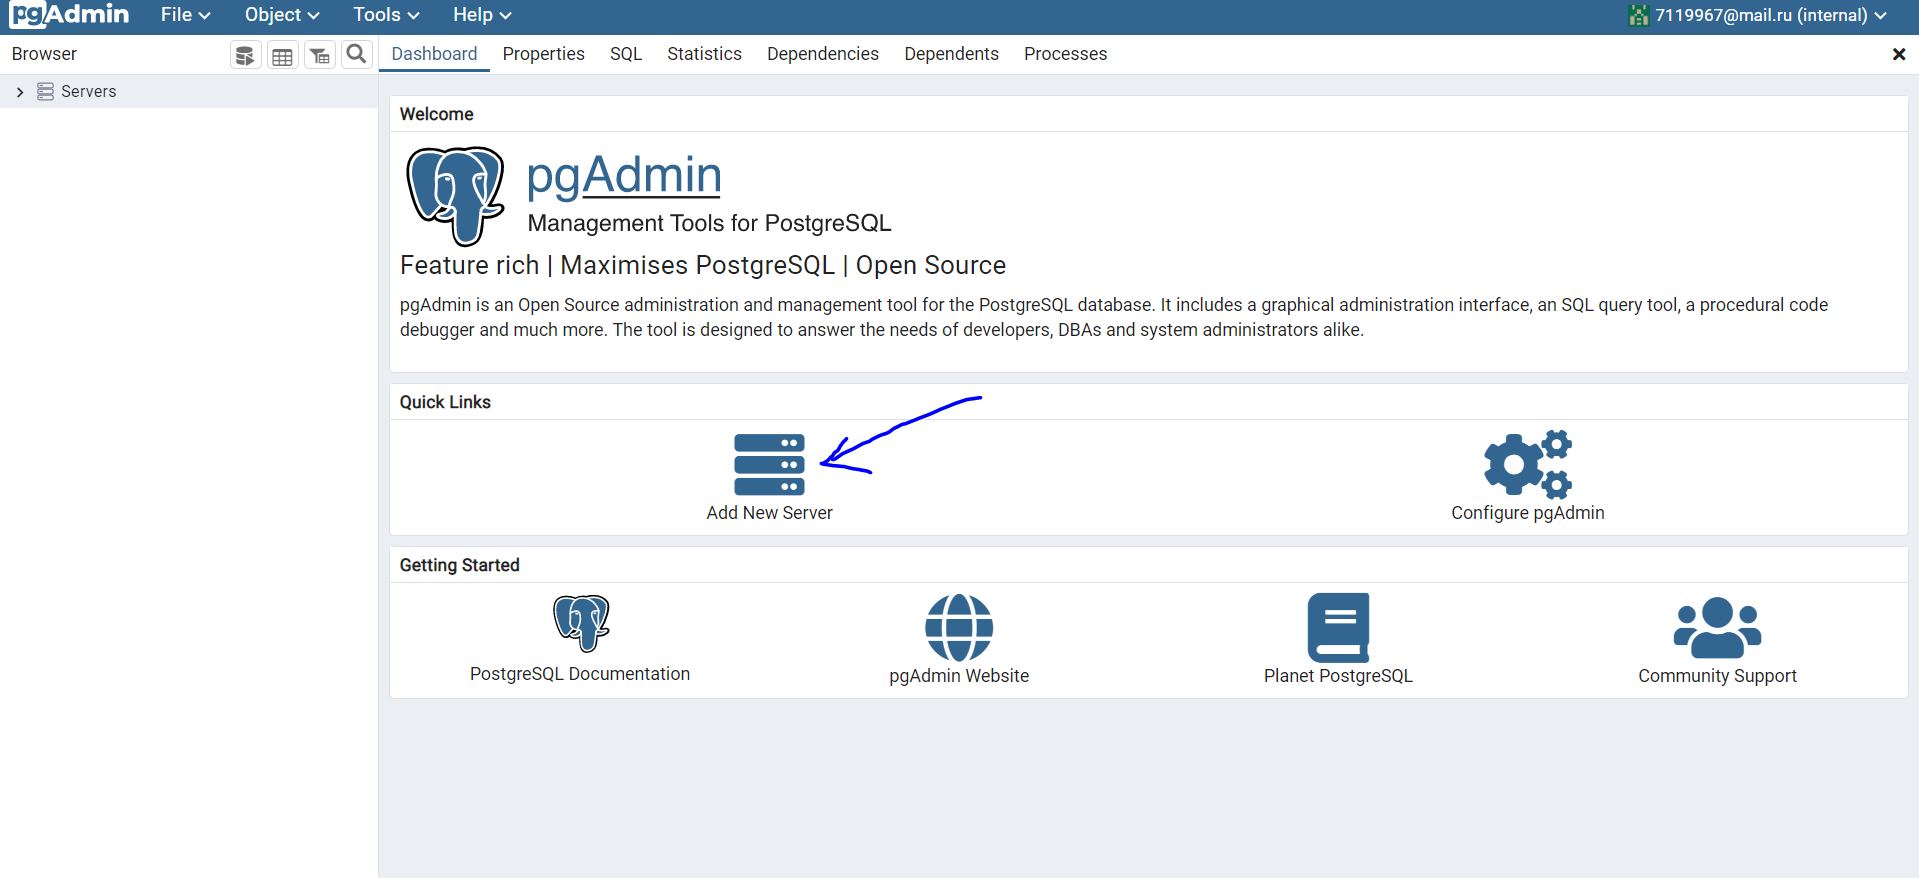 pgAdmin File Object Tools Help 7119967@mail.ru (internal)
Browser
Dashboard Properties SQL Statistics Dependencies Dependents Processes
Servers
Welcome
pgAdmin
Management Tools for PostgreSQL
Feature rich | Maximises PostgreSQL | Open Source
pgAdmin is an Open Source administration and management tool for the PostgreSQL database. It includes a graphical administration interface, an SQL query tool, a procedural code
debugger and much more. The tool is designed to answer the needs of developers, DBAs and system administrators alike.
Quick Links
Add New Server Configure pgAdmin
Getting Started
PostgreSQL Documentation pgAdmin Website Planet PostgreSQL Community Support